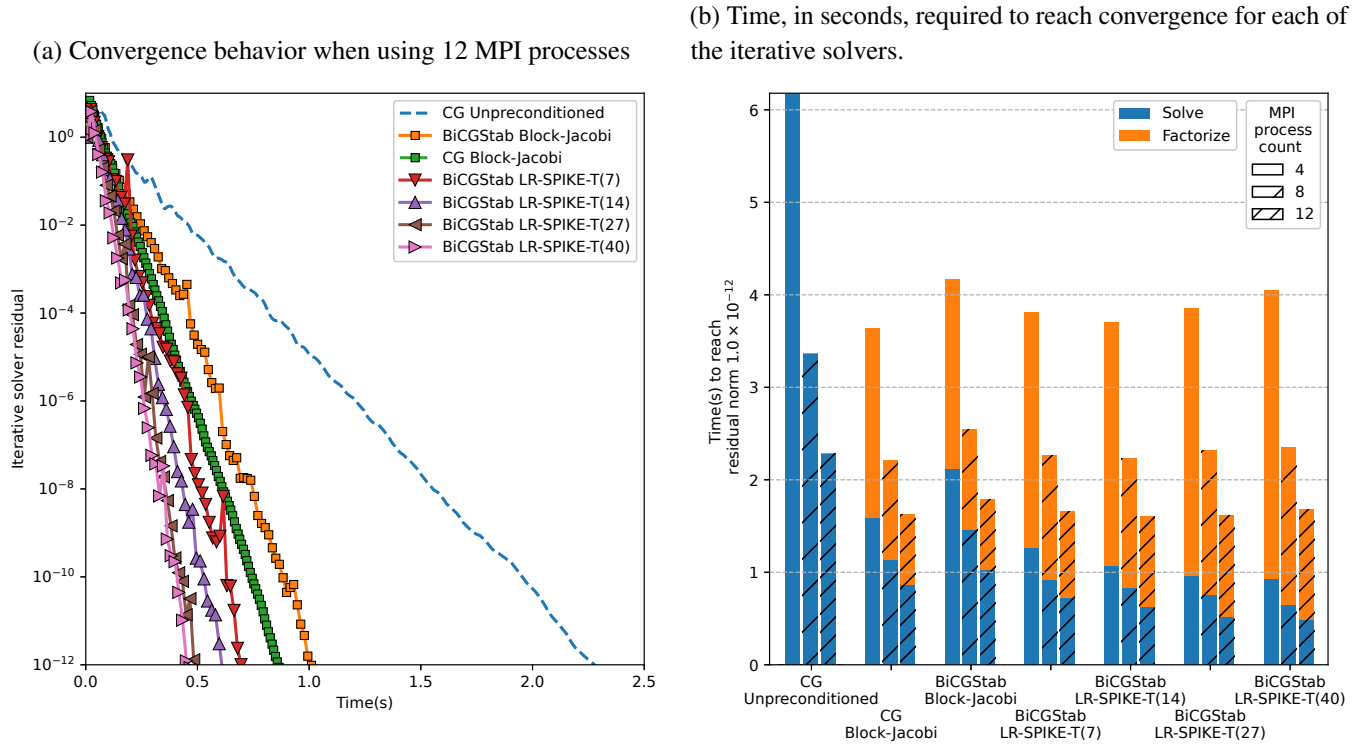 (a) Convergence behavior when using 12 MPI processes
10⁰
10⁻²
10⁻⁴
10⁻⁶
10⁻⁸
10⁻¹⁰
10⁻¹²
Iterative solver residual
CG Unpreconditioned
BiCGStab Block-Jacobi
CG Block-Jacobi
BiCGStab LR-SPIKE-T(7)
BiCGStab LR-SPIKE-T(14)
BiCGStab LR-SPIKE-T(27)
BiCGStab LR-SPIKE-T(40)
0.0 0.5 1.0 1.5 2.0 2.5
Time(s)
(b) Time, in seconds, required to reach convergence for each of
the iterative solvers.
6
5
4
3
2
1
0
Time(s) to reach
residual norm 1.0 × 10⁻¹²
Solve
Factorize
MPI
process
count
4
8
12
CG
Unpreconditioned
CG
Block-Jacobi
BiCGStab
Block-Jacobi
BiCGStab
LR-SPIKE-T(7)
BiCGStab
LR-SPIKE-T(14)
BiCGStab
LR-SPIKE-T(27)
BiCGStab
LR-SPIKE-T(40)